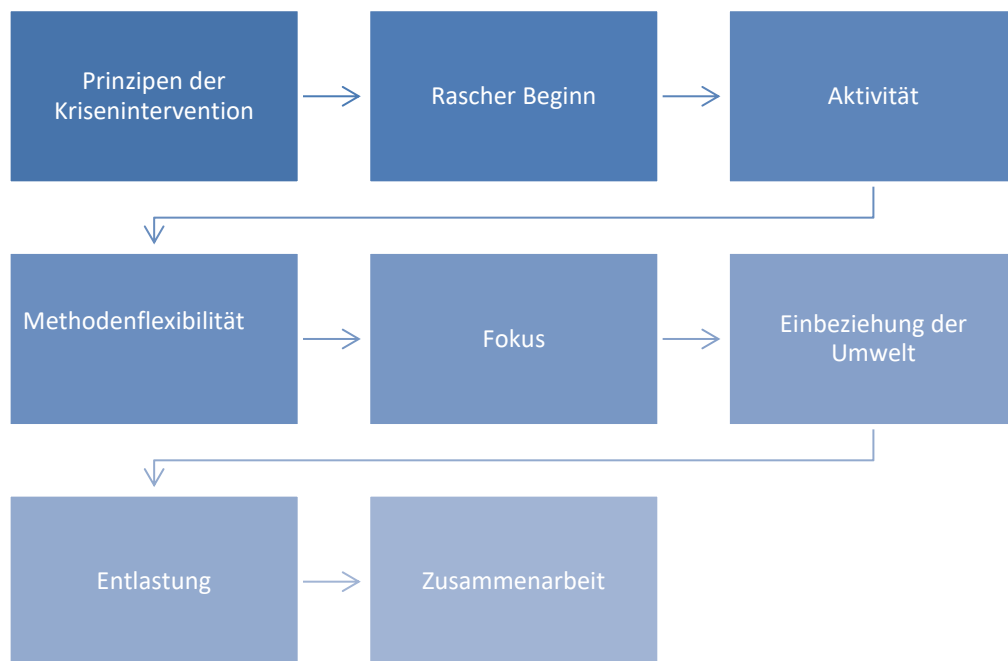 Prinzipen der
Krisenintervention
Rascher Beginn
Aktivität
Methodenflexibilität
Fokus
Einbeziehung der
Umwelt
Entlastung
Zusammenarbeit